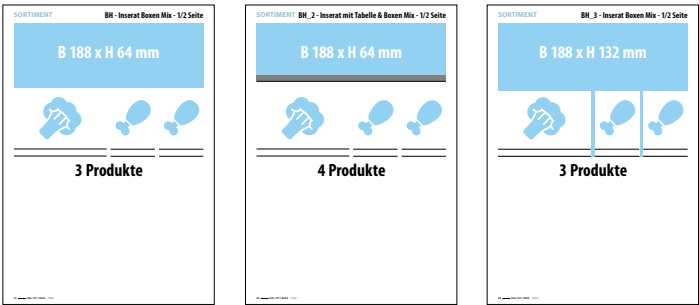 SORTIMENT BH - Inserat Boxen Mix - 1/2 Seite
B 188 x H 64 mm
3 Produkte
SORTIMENT BH_2 - Inserat mit Tabelle & Boxen Mix - 1/2 Seite
B 188 x H 64 mm
4 Produkte
SORTIMENT BH_3 - Inserat Boxen Mix - 1/2 Seite
B 188 x H 132 mm
3 Produkte